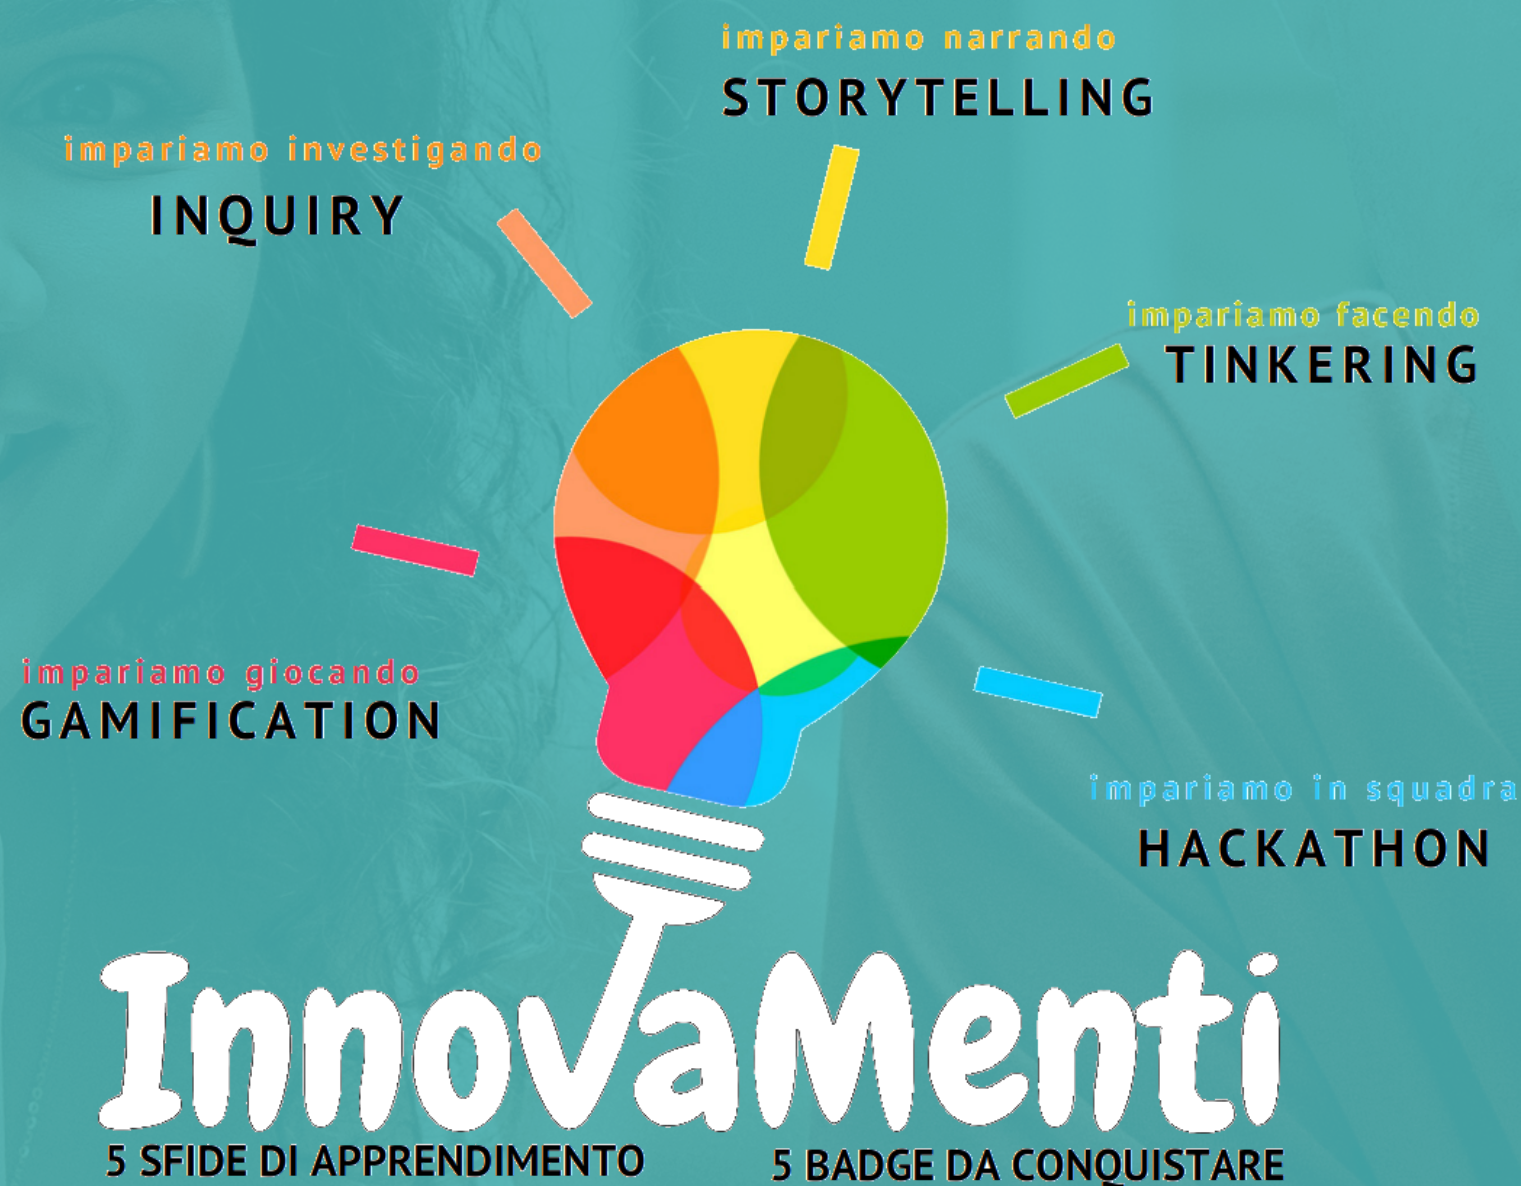 impariamo narrando
STORYTELLING
impariamo investigando
INQUIRY
impariamo facendo
TINKERING
impariamo giocando
GAMIFICATION
impariamo in squadra
HACKATHON
InnovaMenti
5 SFIDE DI APPRENDIMENTO
5 BADGE DA CONQUISTARE